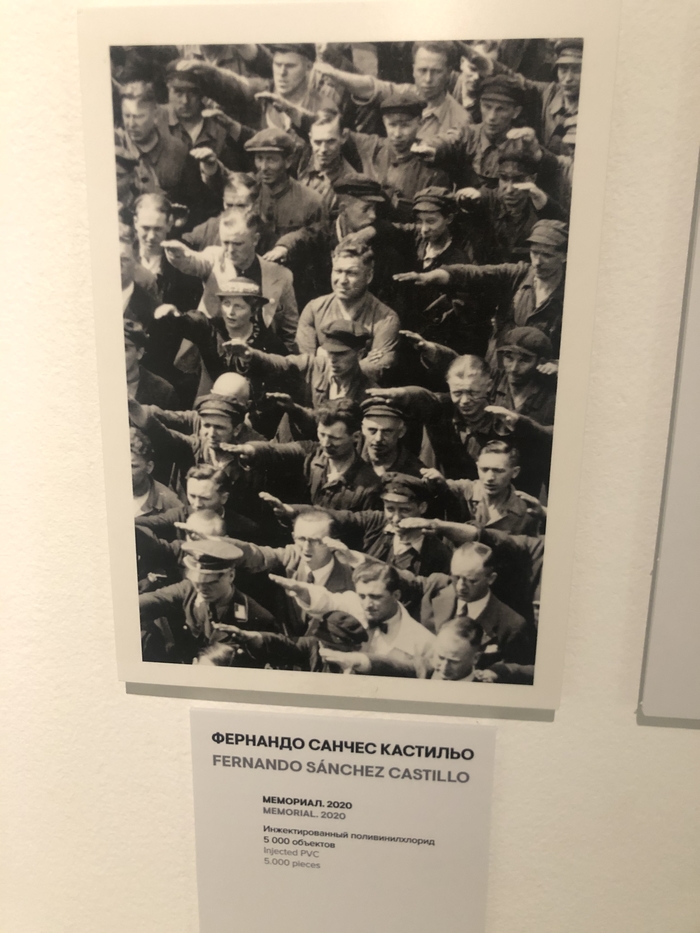 ФЕРНАНДО САНЧЕС КАСТИЛЬО
FERNANDO SÁNCHEZ CASTILLO
МЕМОРИАЛ. 2020
MEMORIAL. 2020
Инжектированный поливинилхлорид
5 000 объектов
Injected PVC
5.000 pieces